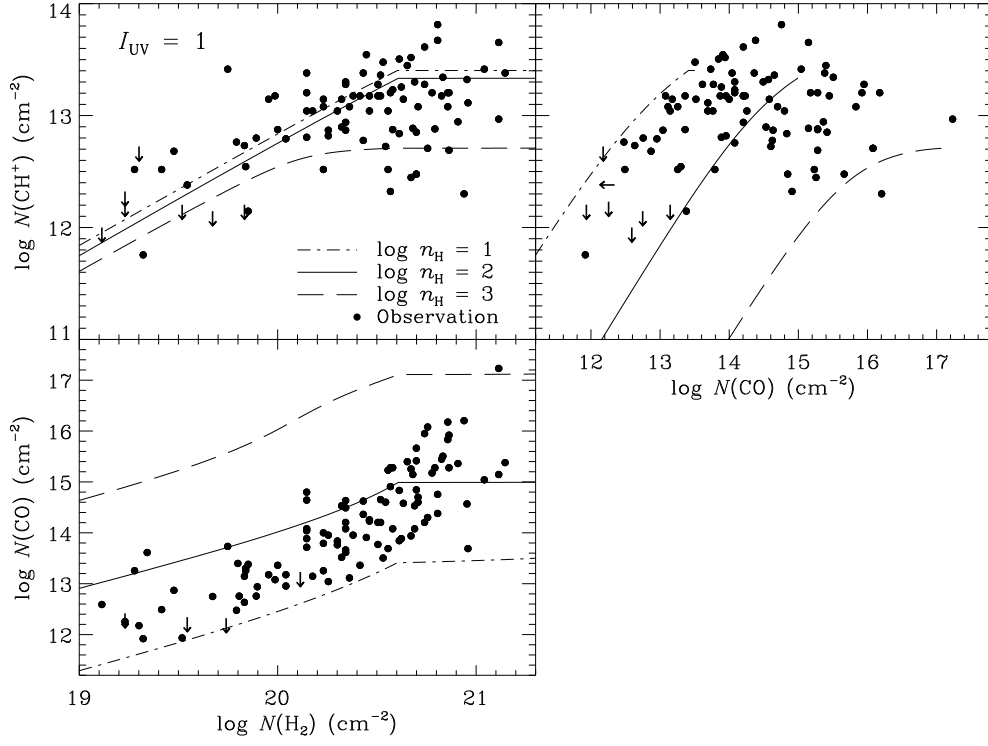 14
I_UV = 1
13
log N(CH⁺) (cm⁻²)
12
log n_H = 1
log n_H = 2
log n_H = 3
Observation
11
12 13 14 15 16 17
log N(CO) (cm⁻²)
17
16
15
log N(CO) (cm⁻²)
14
13
12
19 20 21
log N(H₂) (cm⁻²)